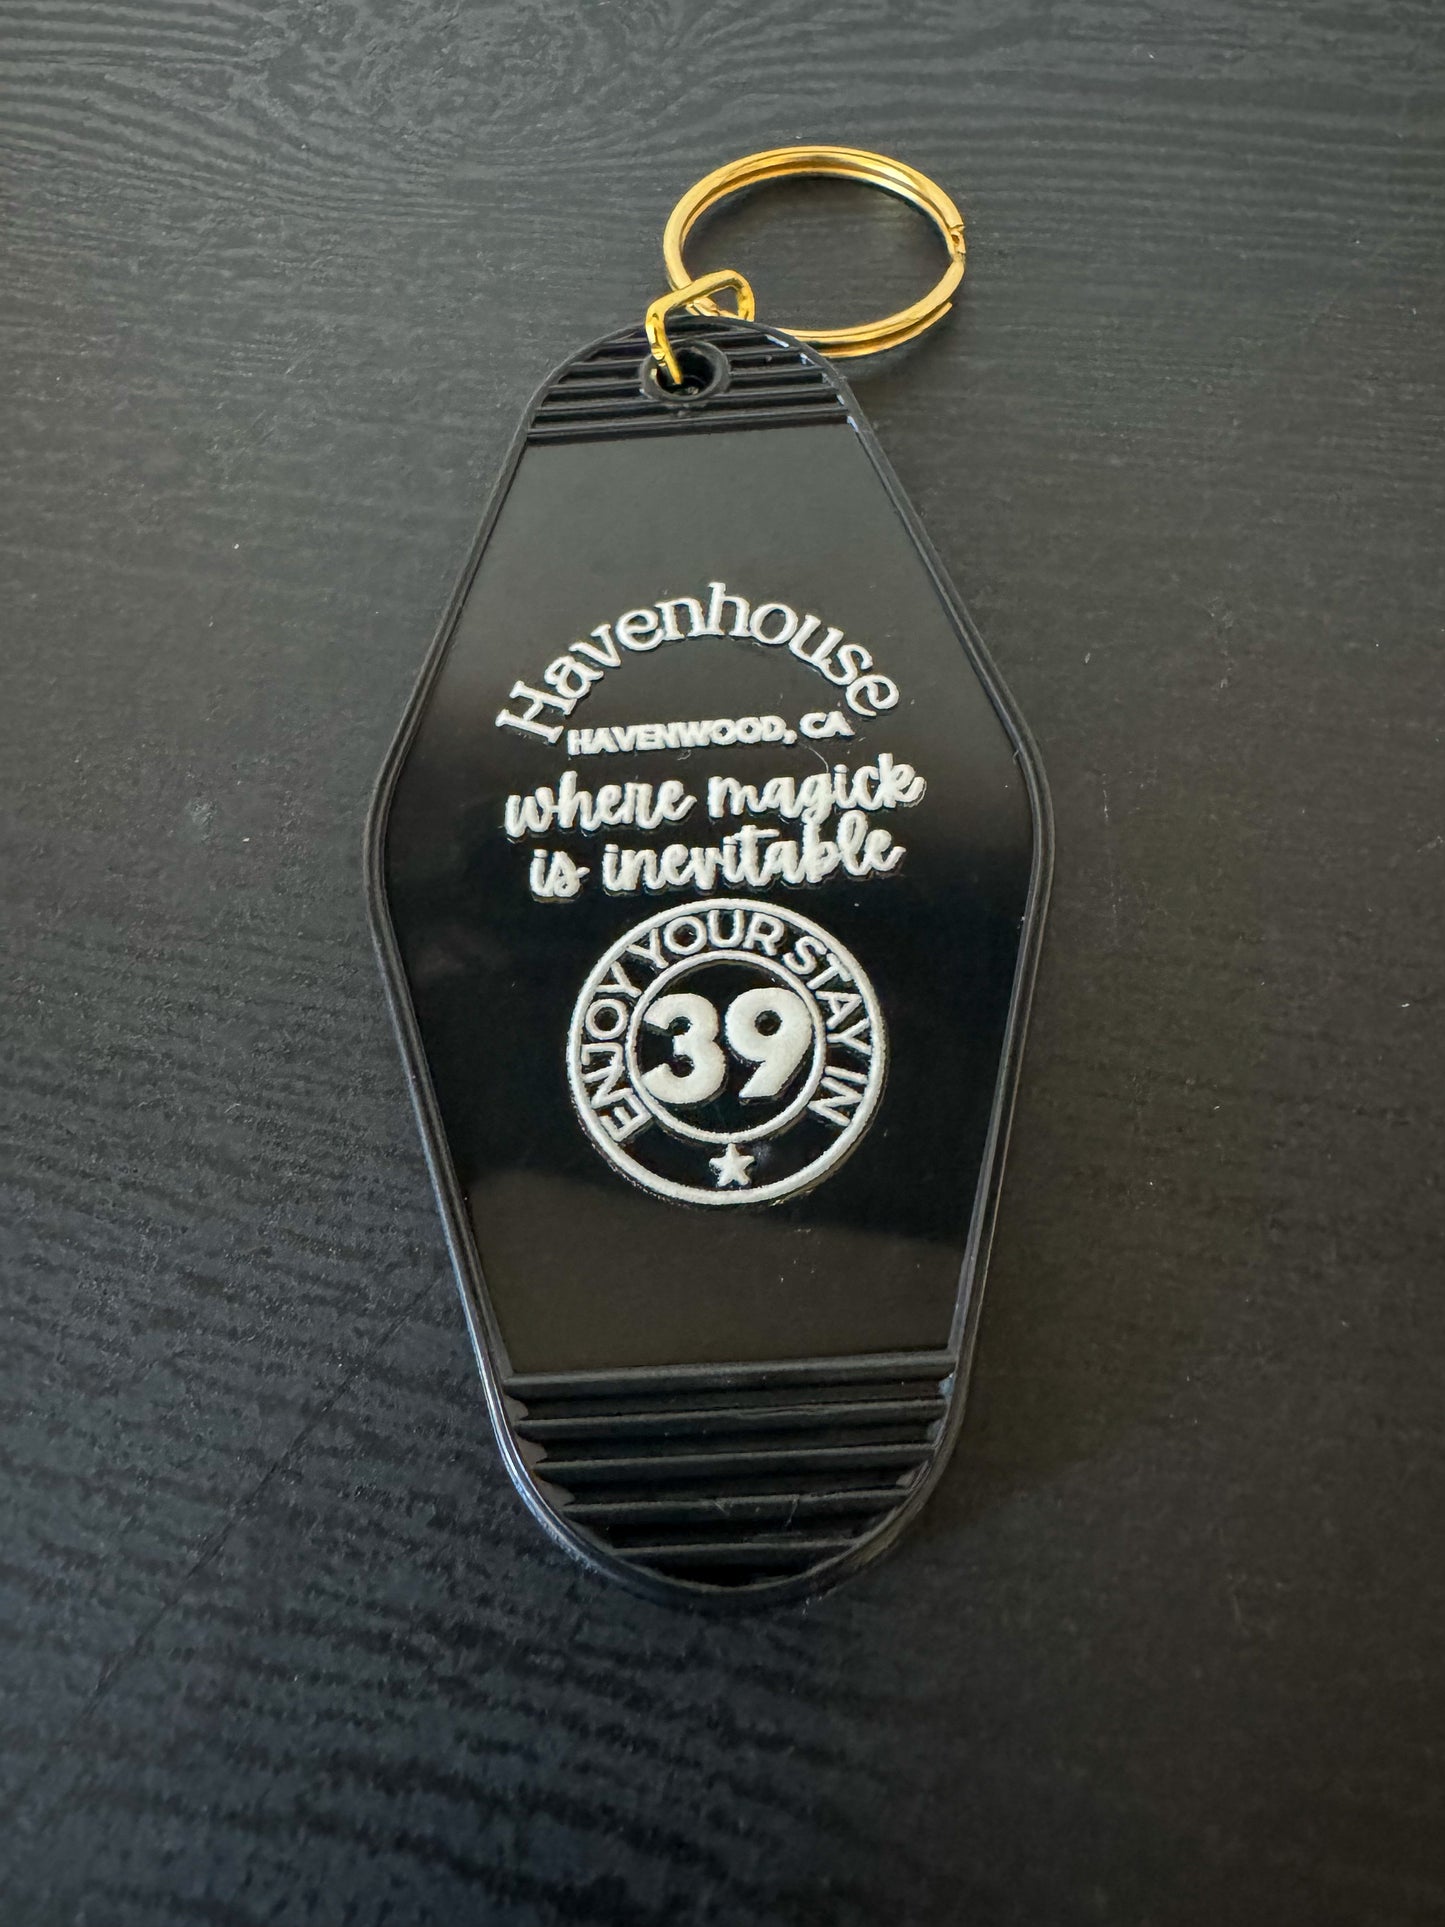 Havenhouse
HAVENWOOD, CA
where magick
is inevitable
ENJOY YOUR STAY IN
39